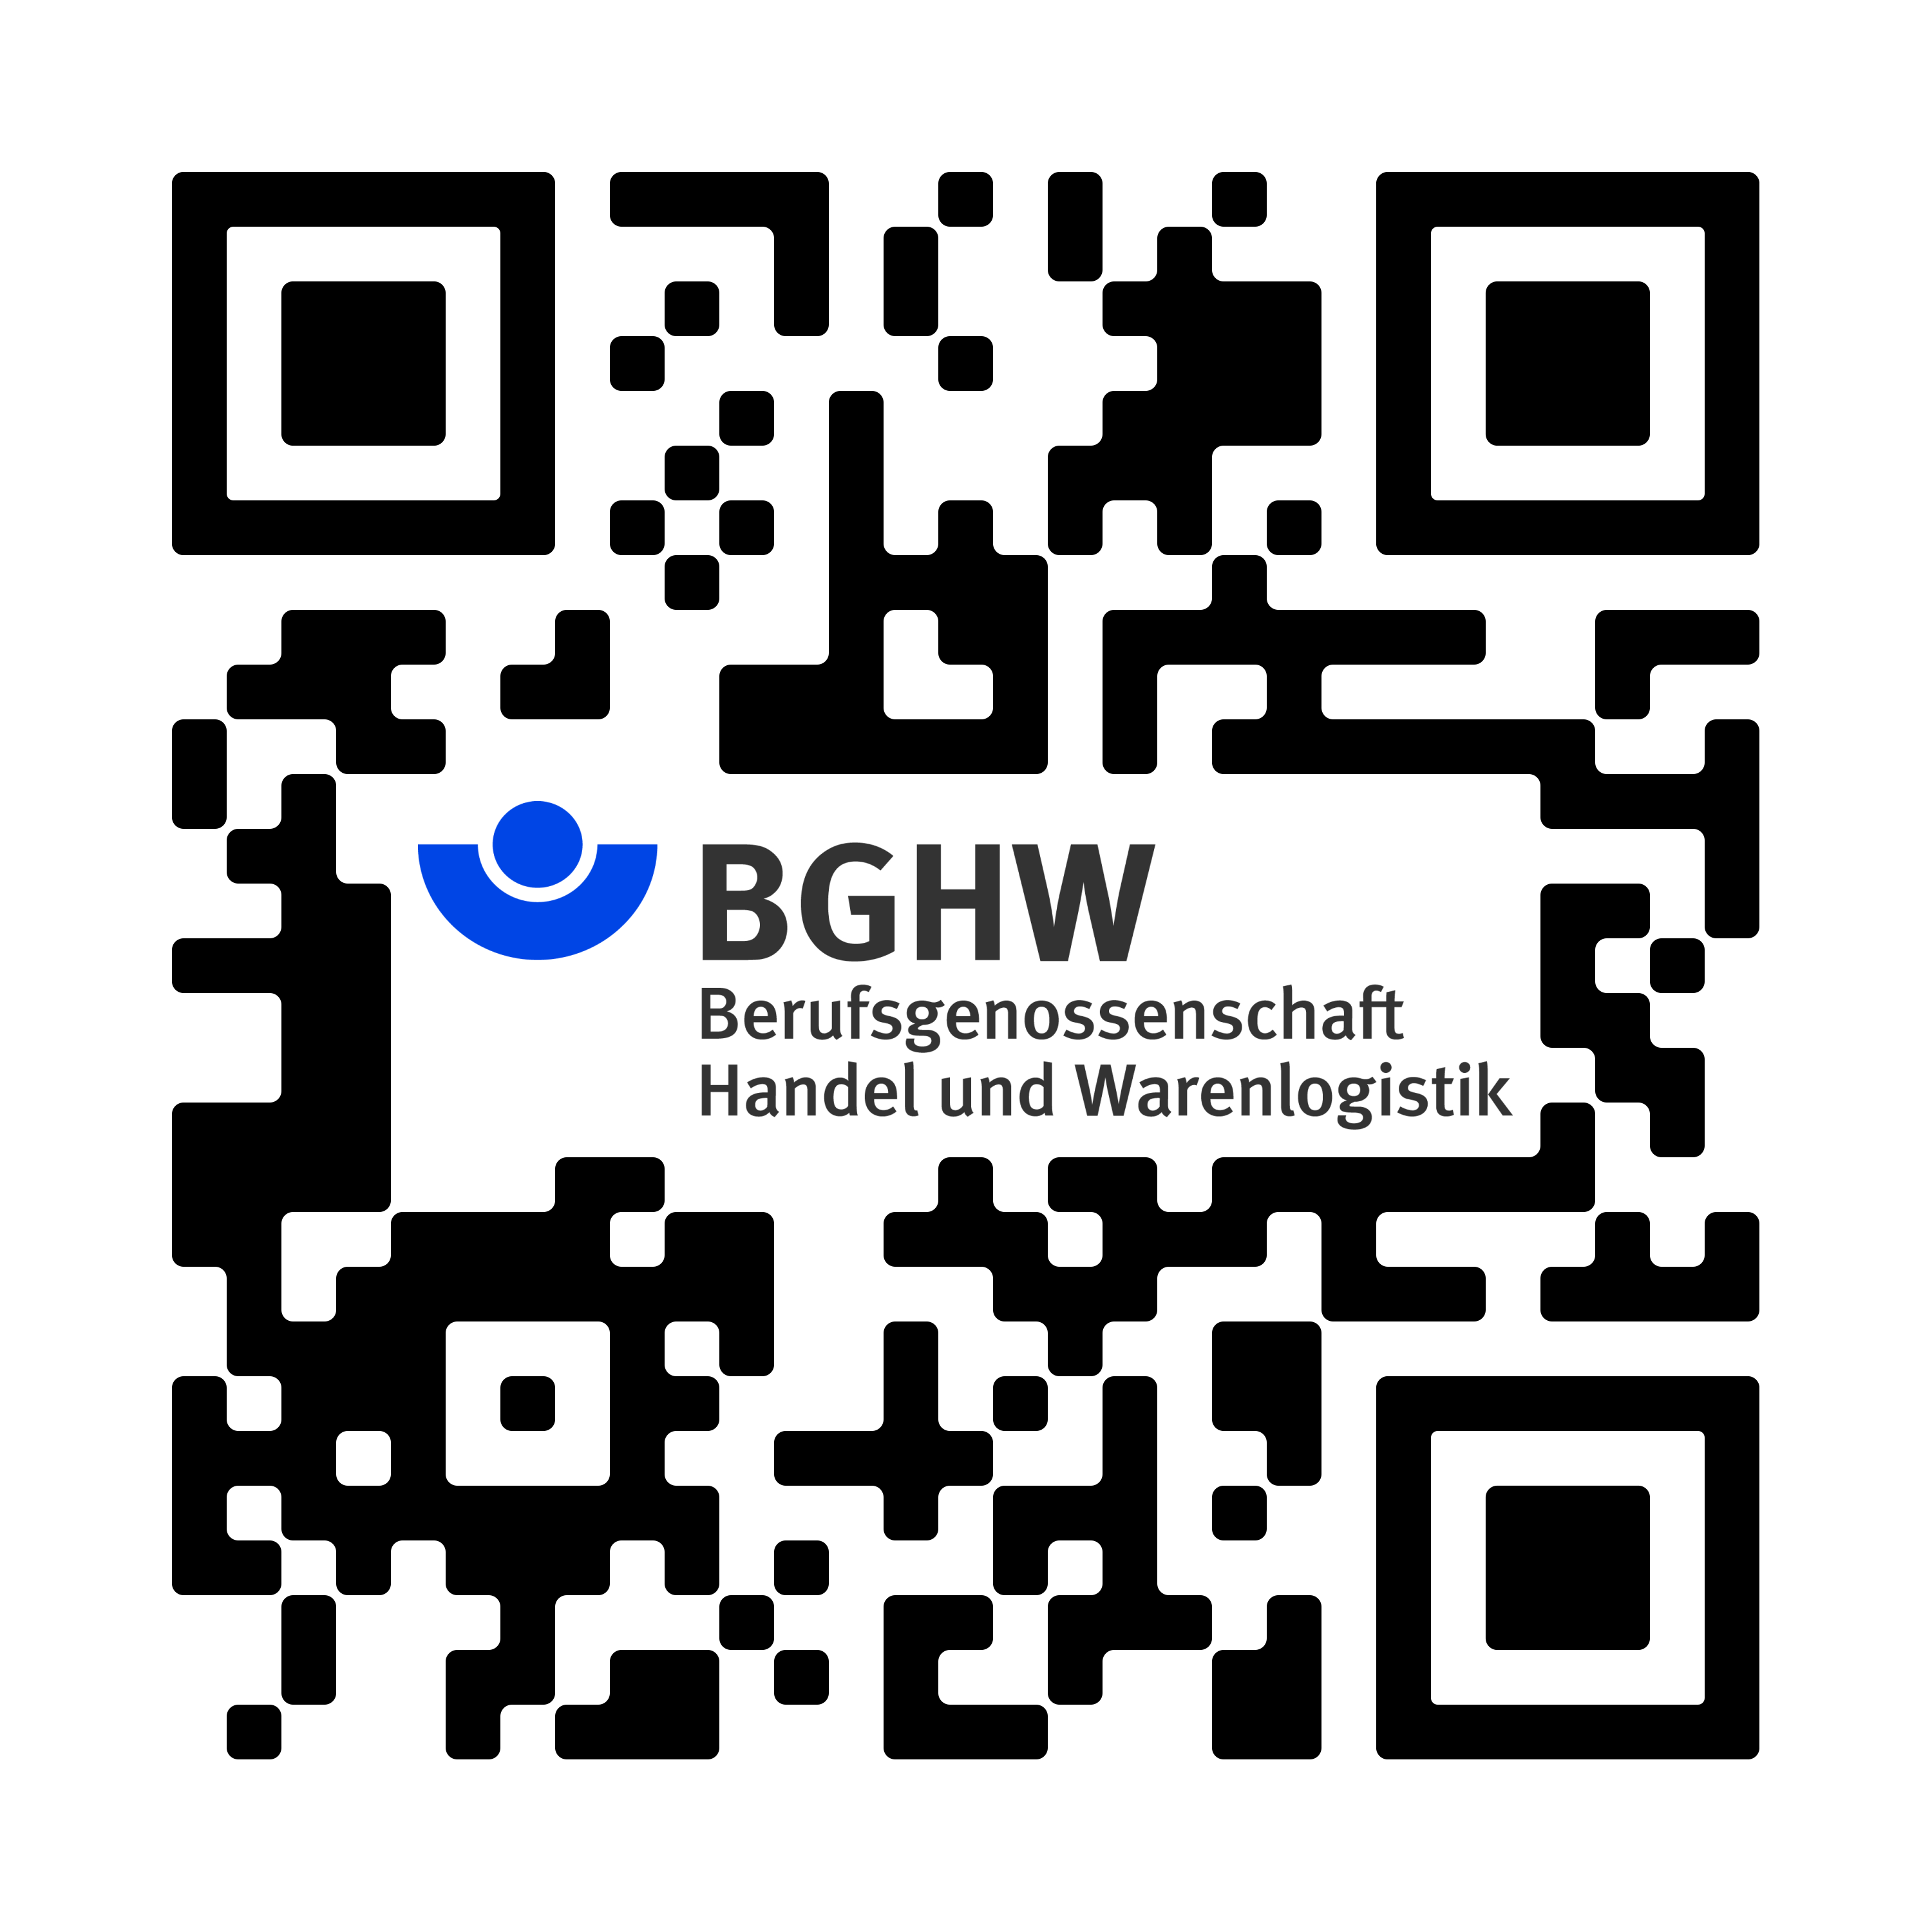 BGHW
Berufsgenossenschaft
Handel und Warenlogistik